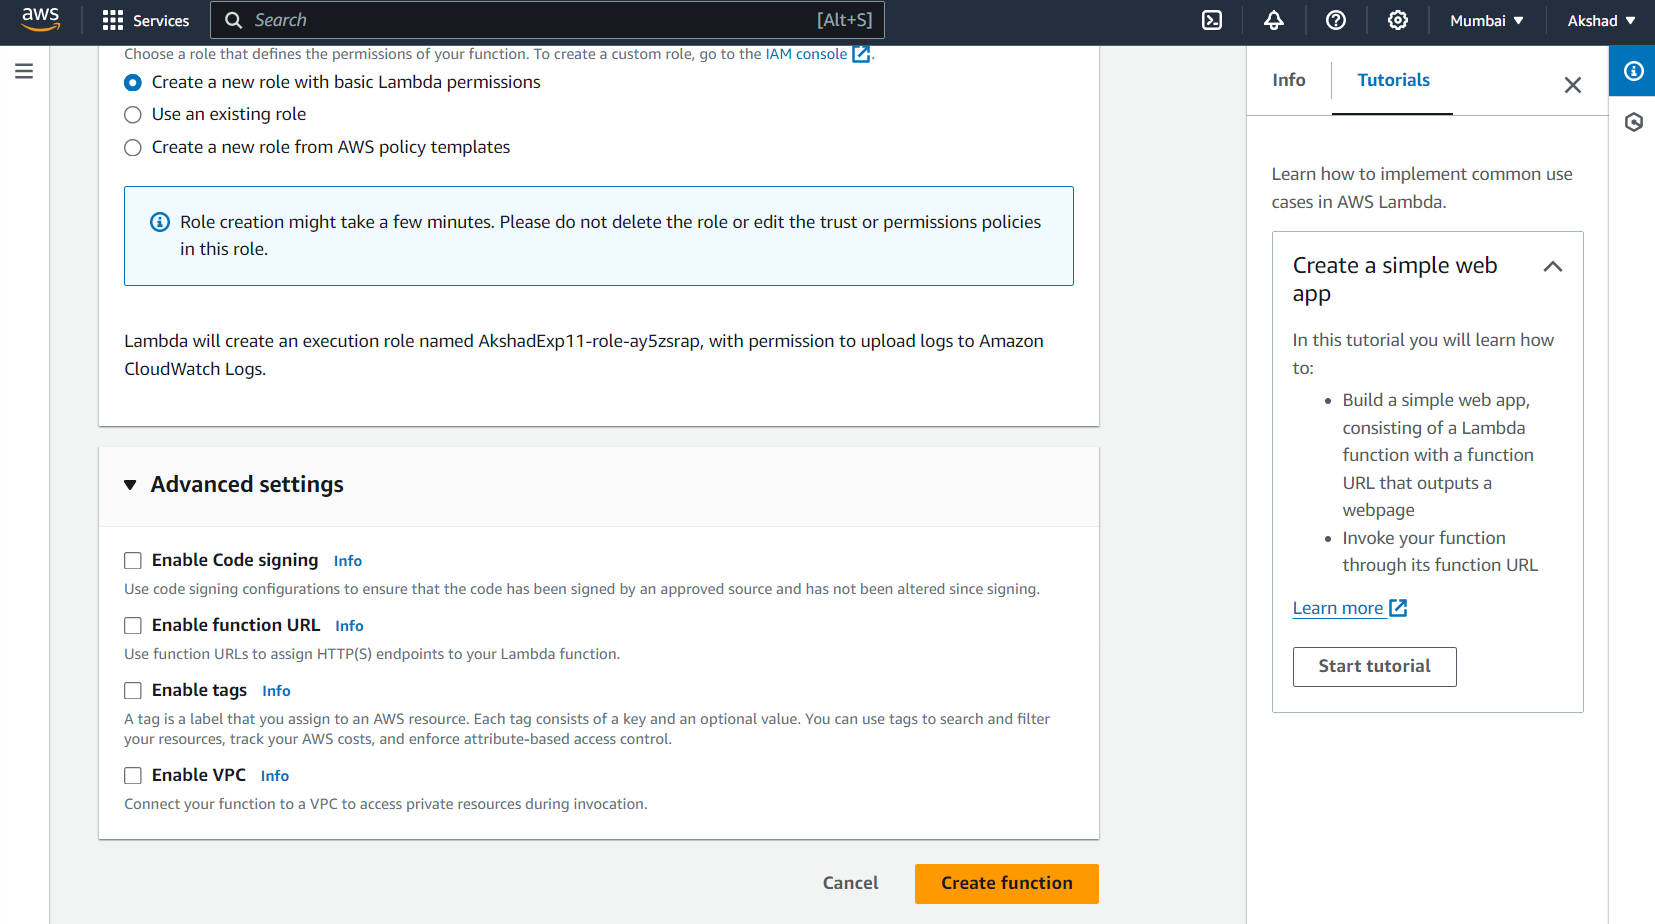 aws
Services
Search
[Alt+S]
Mumbai
Akshad
Choose a role that defines the permissions of your function. To create a custom role, go to the IAM console .
Create a new role with basic Lambda permissions
Use an existing role
Create a new role from AWS policy templates
Role creation might take a few minutes. Please do not delete the role or edit the trust or permissions policies
in this role.
Lambda will create an execution role named AkshadExp11-role-ay5zsrap, with permission to upload logs to Amazon
CloudWatch Logs.
Advanced settings
Enable Code signing Info
Use code signing configurations to ensure that the code has been signed by an approved source and has not been altered since signing.
Enable function URL Info
Use function URLs to assign HTTP(S) endpoints to your Lambda function.
Enable tags Info
A tag is a label that you assign to an AWS resource. Each tag consists of a key and an optional value. You can use tags to search and filter
your resources, track your AWS costs, and enforce attribute-based access control.
Enable VPC Info
Connect your function to a VPC to access private resources during invocation.
Cancel
Create function
Info
Tutorials
Learn how to implement common use
cases in AWS Lambda.
Create a simple web
app
In this tutorial you will learn how
to:
• Build a simple web app,
consisting of a Lambda
function with a function
URL that outputs a
webpage
• Invoke your function
through its function URL
Learn more
Start tutorial